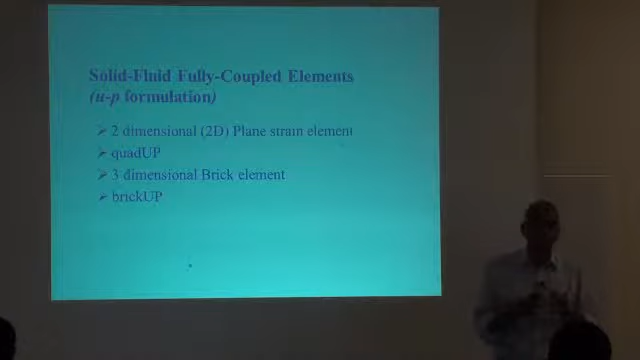 Solid-Fluid Fully-Coupled Elements
(u-p formulation)
➢ 2 dimensional (2D) Plane strain element
➢ quadUP
➢ 3 dimensional Brick element
➢ brickUP